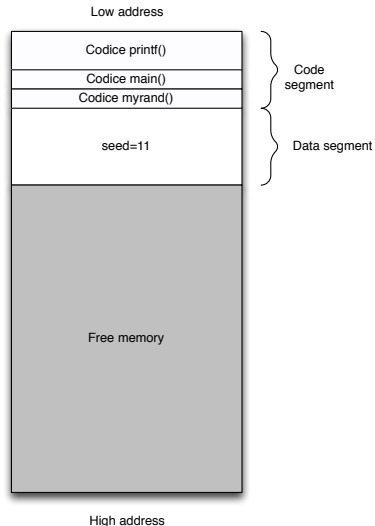 Low address
Codice printf()
Codice main()
Codice myrand()
Code
segment
seed=11
Data segment
Free memory
High address